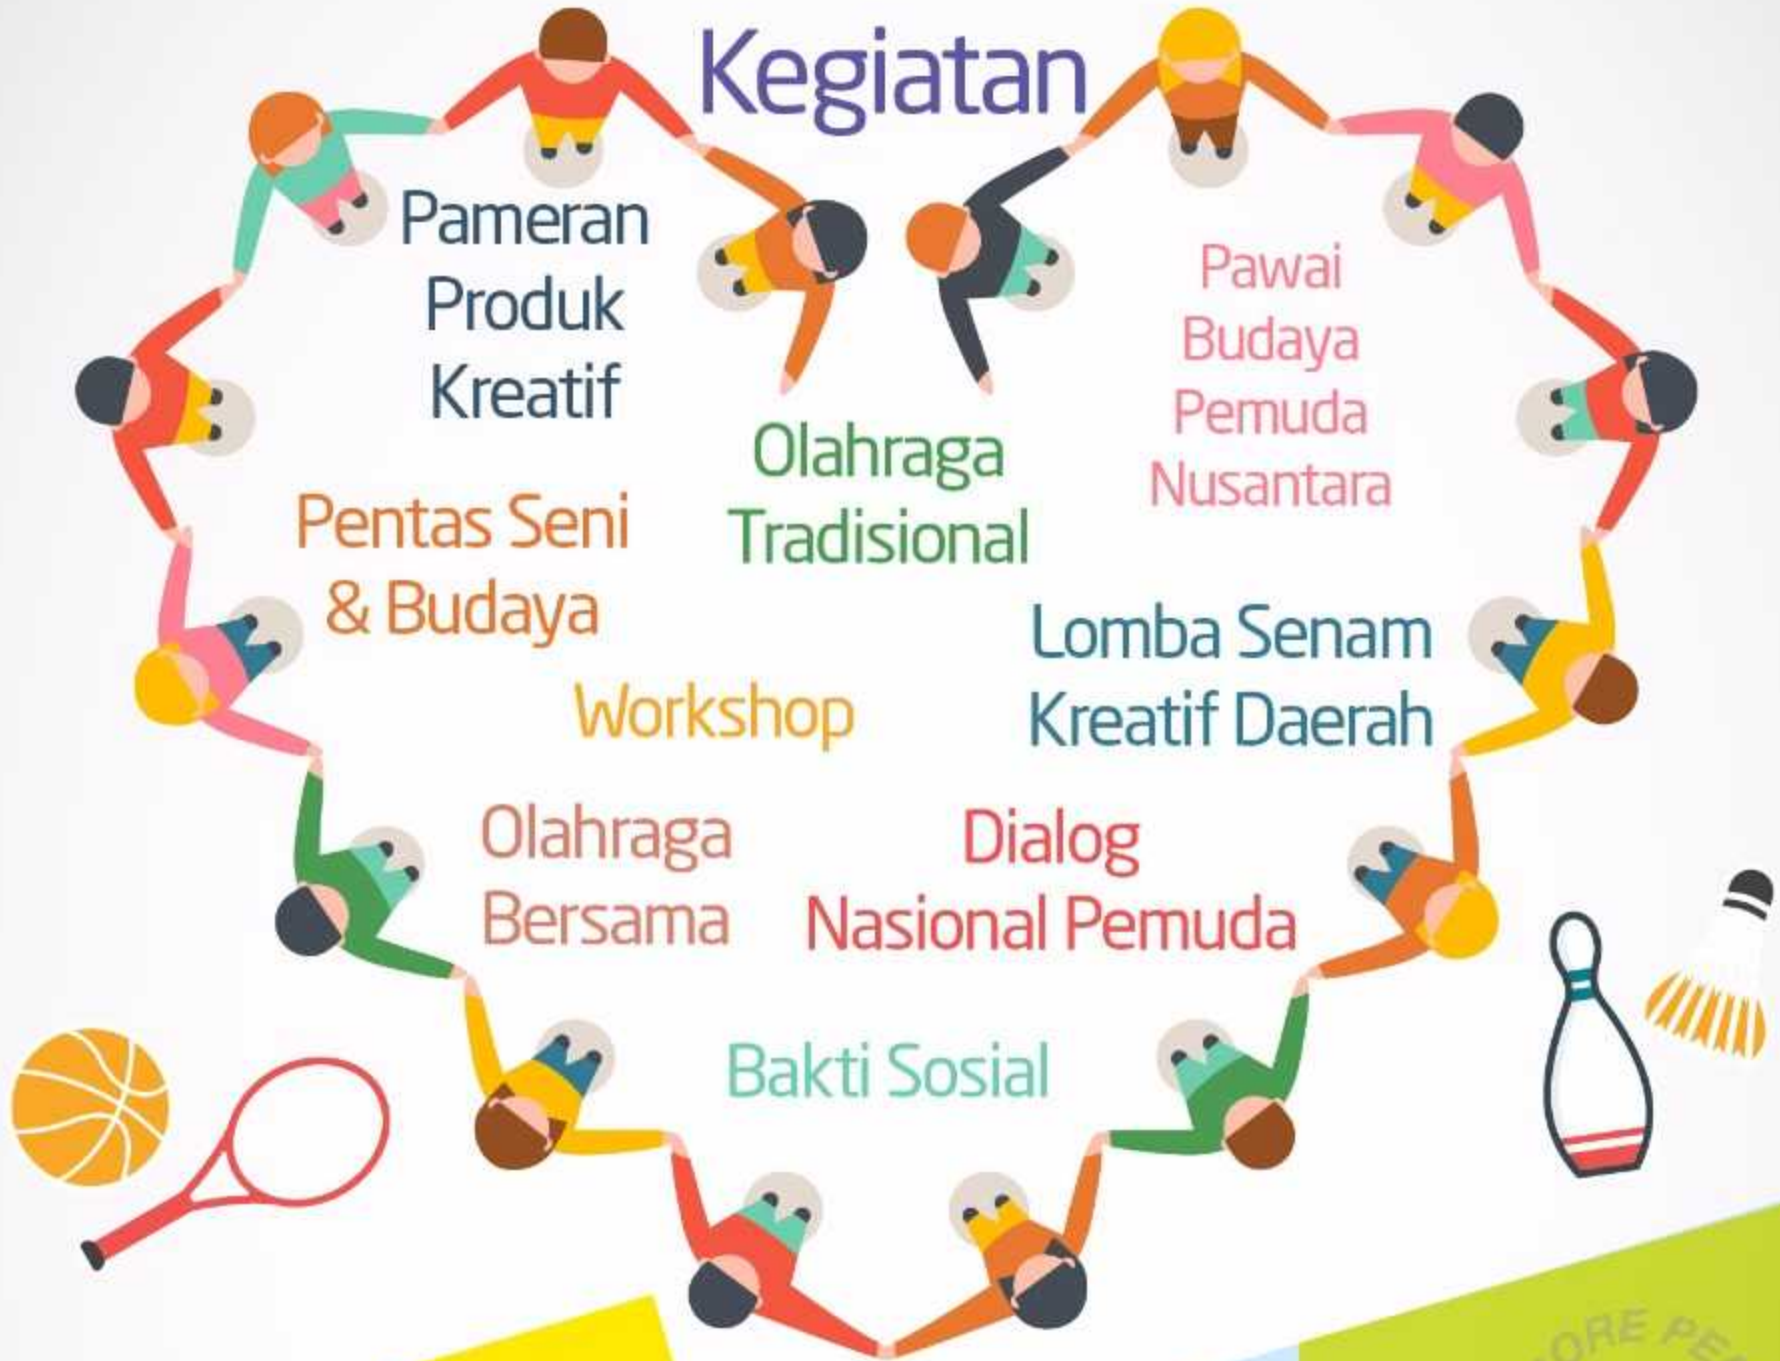 Kegiatan
Pameran
Produk
Kreatif
Pawai
Budaya
Pemuda
Nusantara
Olahraga
Tradisional
Pentas Seni
& Budaya
Lomba Senam
Kreatif Daerah
Workshop
Olahraga
Bersama
Dialog
Nasional Pemuda
Bakti Sosial